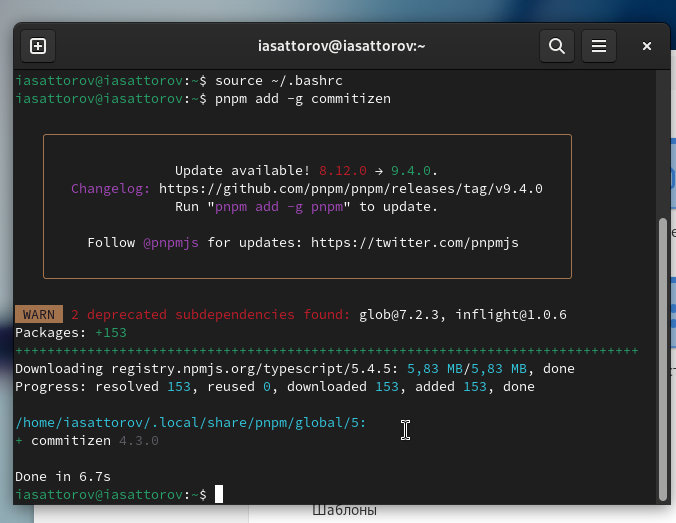 iasattorov@iasattorov:~
iasattorov@iasattorov:~$ source ~/.bashrc
iasattorov@iasattorov:~$ pnpm add -g commitizen
Update available! 8.12.0 → 9.4.0.
Changelog: https://github.com/pnpm/pnpm/releases/tag/v9.4.0
Run "pnpm add -g pnpm" to update.
Follow @pnpmjs for updates: https://twitter.com/pnpmjs
WARN 2 deprecated subdependencies found: glob@7.2.3, inflight@1.0.6
Packages: +153
++++++++++++++++++++++++++++++++++++++++++++++++++++++++++++++++++++++++++++++
Downloading registry.npmjs.org/typescript/5.4.5: 5,83 MB/5,83 MB, done
Progress: resolved 153, reused 0, downloaded 153, added 153, done
/home/iasattorov/.local/share/pnpm/global/5:
+ commitizen 4.3.0
Done in 6.7s
iasattorov@iasattorov:~$
Шаблоны